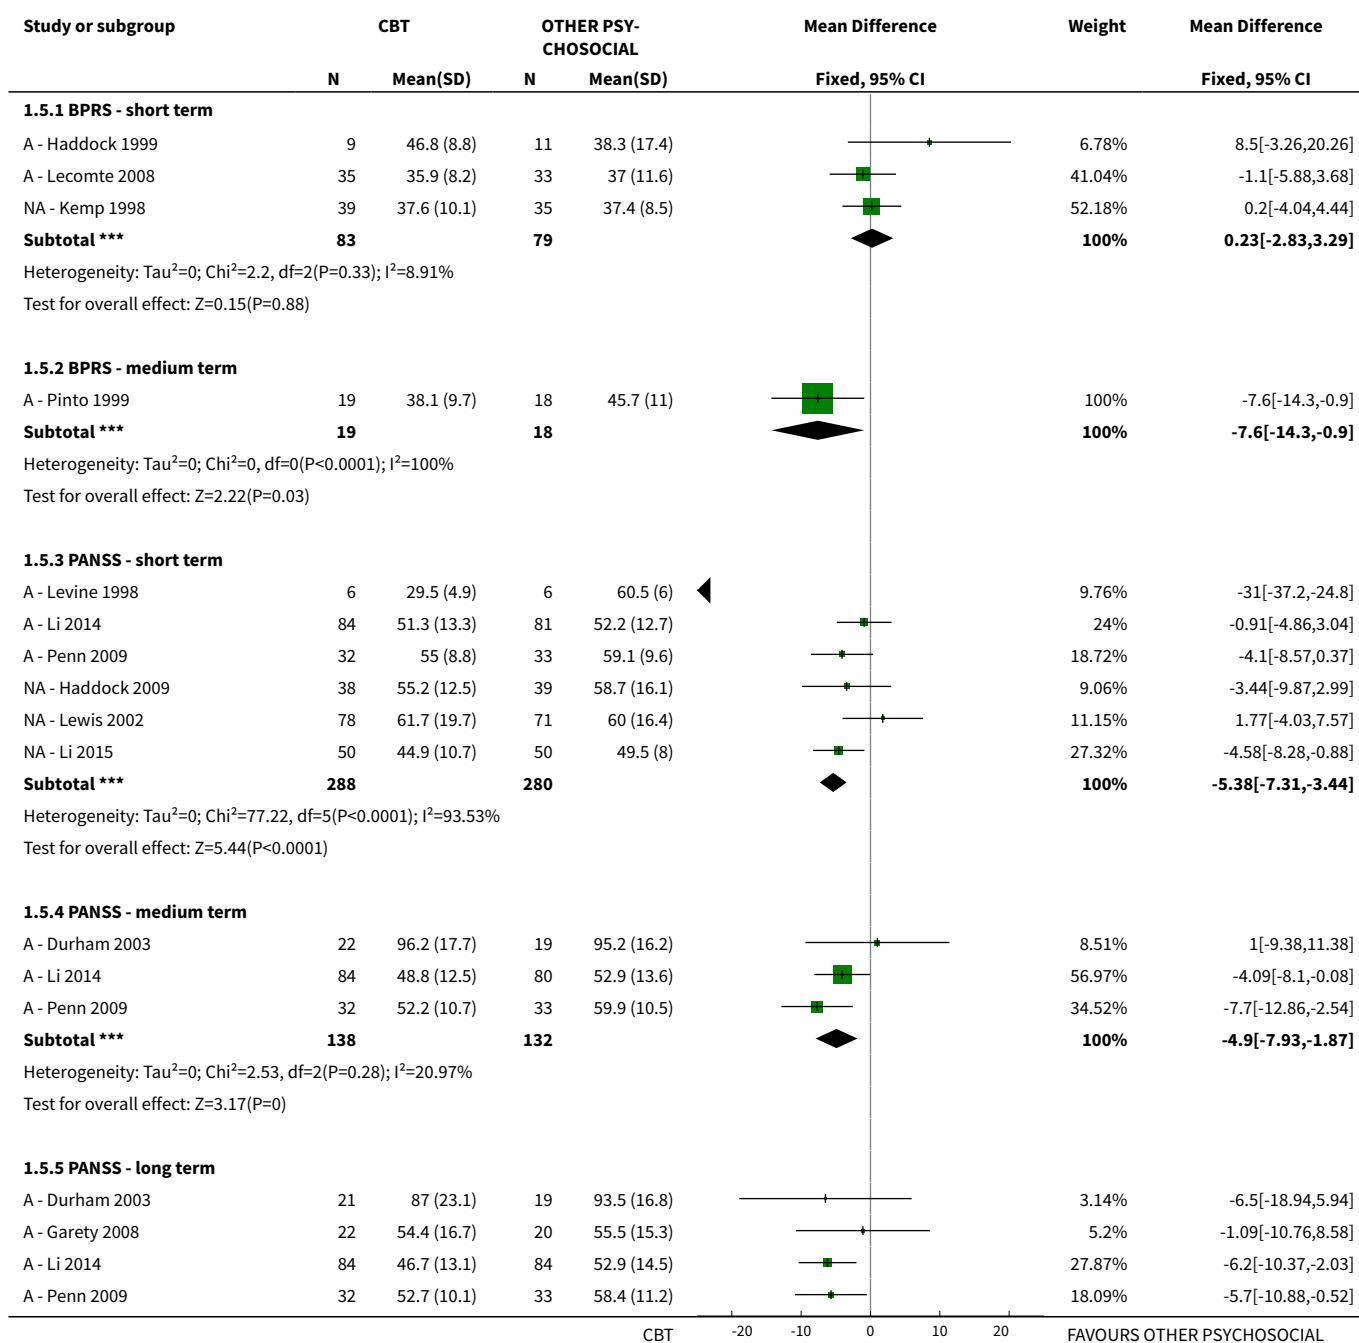 Study or subgroup CBT OTHER PSY- Mean Difference Weight Mean Difference
CHOSOCIAL
N Mean(SD) N Mean(SD) Fixed, 95% CI Fixed, 95% CI
1.5.1 BPRS - short term
A - Haddock 1999 9 46.8 (8.8) 11 38.3 (17.4) 6.78% 8.5[-3.26,20.26]
A - Lecomte 2008 35 35.9 (8.2) 33 37 (11.6) 41.04% -1.1[-5.88,3.68]
NA - Kemp 1998 39 37.6 (10.1) 35 37.4 (8.5) 52.18% 0.2[-4.04,4.44]
Subtotal *** 83 79 100% 0.23[-2.83,3.29]
Heterogeneity: Tau²=0; Chi²=2.2, df=2(P=0.33); I²=8.91%
Test for overall effect: Z=0.15(P=0.88)
1.5.2 BPRS - medium term
A - Pinto 1999 19 38.1 (9.7) 18 45.7 (11) 100% -7.6[-14.3,-0.9]
Subtotal *** 19 18 100% -7.6[-14.3,-0.9]
Heterogeneity: Tau²=0; Chi²=0, df=0(P<0.0001); I²=100%
Test for overall effect: Z=2.22(P=0.03)
1.5.3 PANSS - short term
A - Levine 1998 6 29.5 (4.9) 6 60.5 (6) 9.76% -31[-37.2,-24.8]
A - Li 2014 84 51.3 (13.3) 81 52.2 (12.7) 24% -0.91[-4.86,3.04]
A - Penn 2009 32 55 (8.8) 33 59.1 (9.6) 18.72% -4.1[-8.57,0.37]
NA - Haddock 2009 38 55.2 (12.5) 39 58.7 (16.1) 9.06% -3.44[-9.87,2.99]
NA - Lewis 2002 78 61.7 (19.7) 71 60 (16.4) 11.15% 1.77[-4.03,7.57]
NA - Li 2015 50 44.9 (10.7) 50 49.5 (8) 27.32% -4.58[-8.28,-0.88]
Subtotal *** 288 280 100% -5.38[-7.31,-3.44]
Heterogeneity: Tau²=0; Chi²=77.22, df=5(P<0.0001); I²=93.53%
Test for overall effect: Z=5.44(P<0.0001)
1.5.4 PANSS - medium term
A - Durham 2003 22 96.2 (17.7) 19 95.2 (16.2) 8.51% 1[-9.38,11.38]
A - Li 2014 84 48.8 (12.5) 80 52.9 (13.6) 56.97% -4.09[-8.1,-0.08]
A - Penn 2009 32 52.2 (10.7) 33 59.9 (10.5) 34.52% -7.7[-12.86,-2.54]
Subtotal *** 138 132 100% -4.9[-7.93,-1.87]
Heterogeneity: Tau²=0; Chi²=2.53, df=2(P=0.28); I²=20.97%
Test for overall effect: Z=3.17(P=0)
1.5.5 PANSS - long term
A - Durham 2003 21 87 (23.1) 19 93.5 (16.8) 3.14% -6.5[-18.94,5.94]
A - Garety 2008 22 54.4 (16.7) 20 55.5 (15.3) 5.2% -1.09[-10.76,8.58]
A - Li 2014 84 46.7 (13.1) 84 52.9 (14.5) 27.87% -6.2[-10.37,-2.03]
A - Penn 2009 32 52.7 (10.1) 33 58.4 (11.2) 18.09% -5.7[-10.88,-0.52]
CBT -20 -10 0 10 20 FAVOURS OTHER PSYCHOSOCIAL